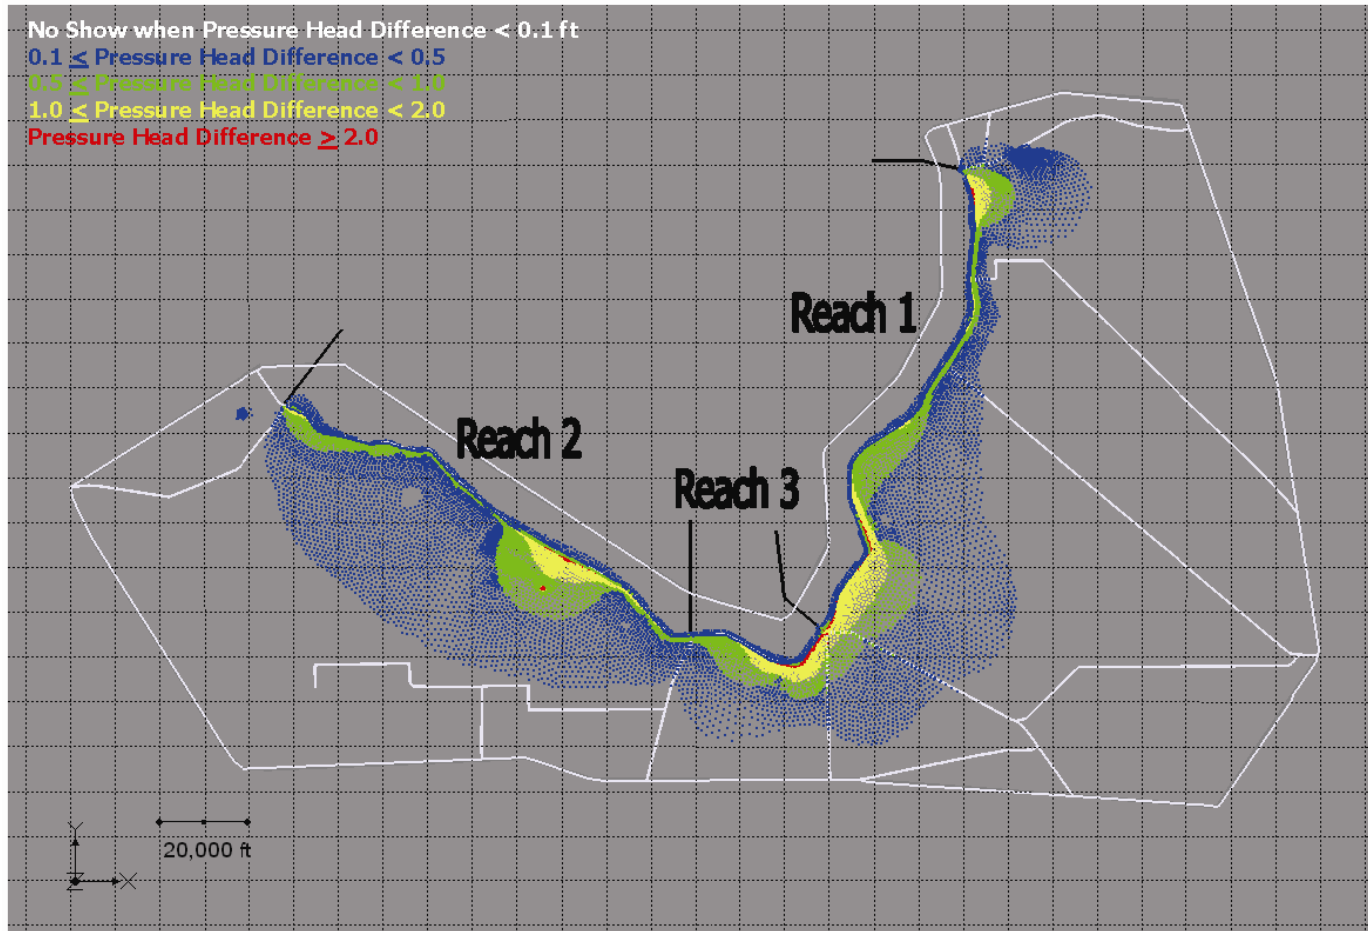 No Show when Pressure Head Difference < 0.1 ft
0.1 ≤ Pressure Head Difference < 0.5
0.5 ≤ Pressure Head Difference < 1.0
1.0 ≤ Pressure Head Difference < 2.0
Pressure Head Difference ≥ 2.0
Reach 1
Reach 2
Reach 3
20,000 ft
Y
Z
X